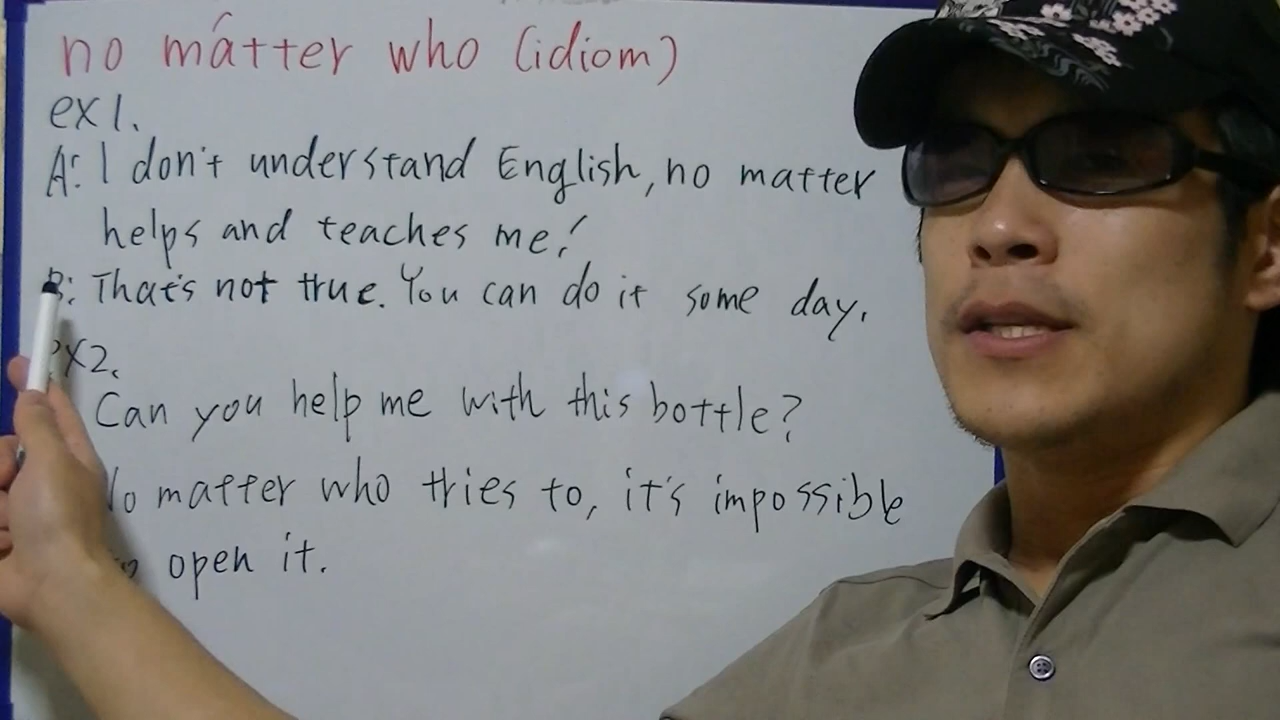 no mátter who (idiom)
ex1.
A: I don't understand English, no matter
helps and teaches me!
B: That's not true. You can do it some day.
ex2.
Can you help me with this bottle?
No matter who tries to, it's impossible
open it.